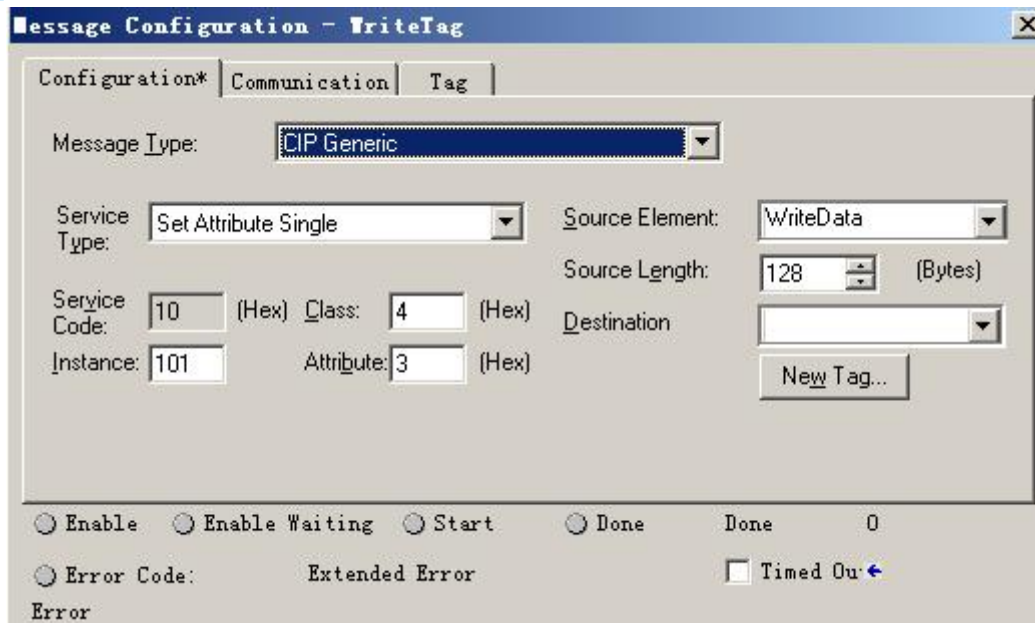 Message Configuration - WriteTag
Configuration* Communication Tag
Message Type: CIP Generic
Service Type: Set Attribute Single
Source Element: WriteData
Source Length: 128 (Bytes)
Service Code: 10 (Hex) Class: 4 (Hex)
Destination
Instance: 101 Attribute: 3 (Hex)
New Tag...
Enable Enable Waiting Start Done Done 0
Error Code: Extended Error Timed Ou
Error